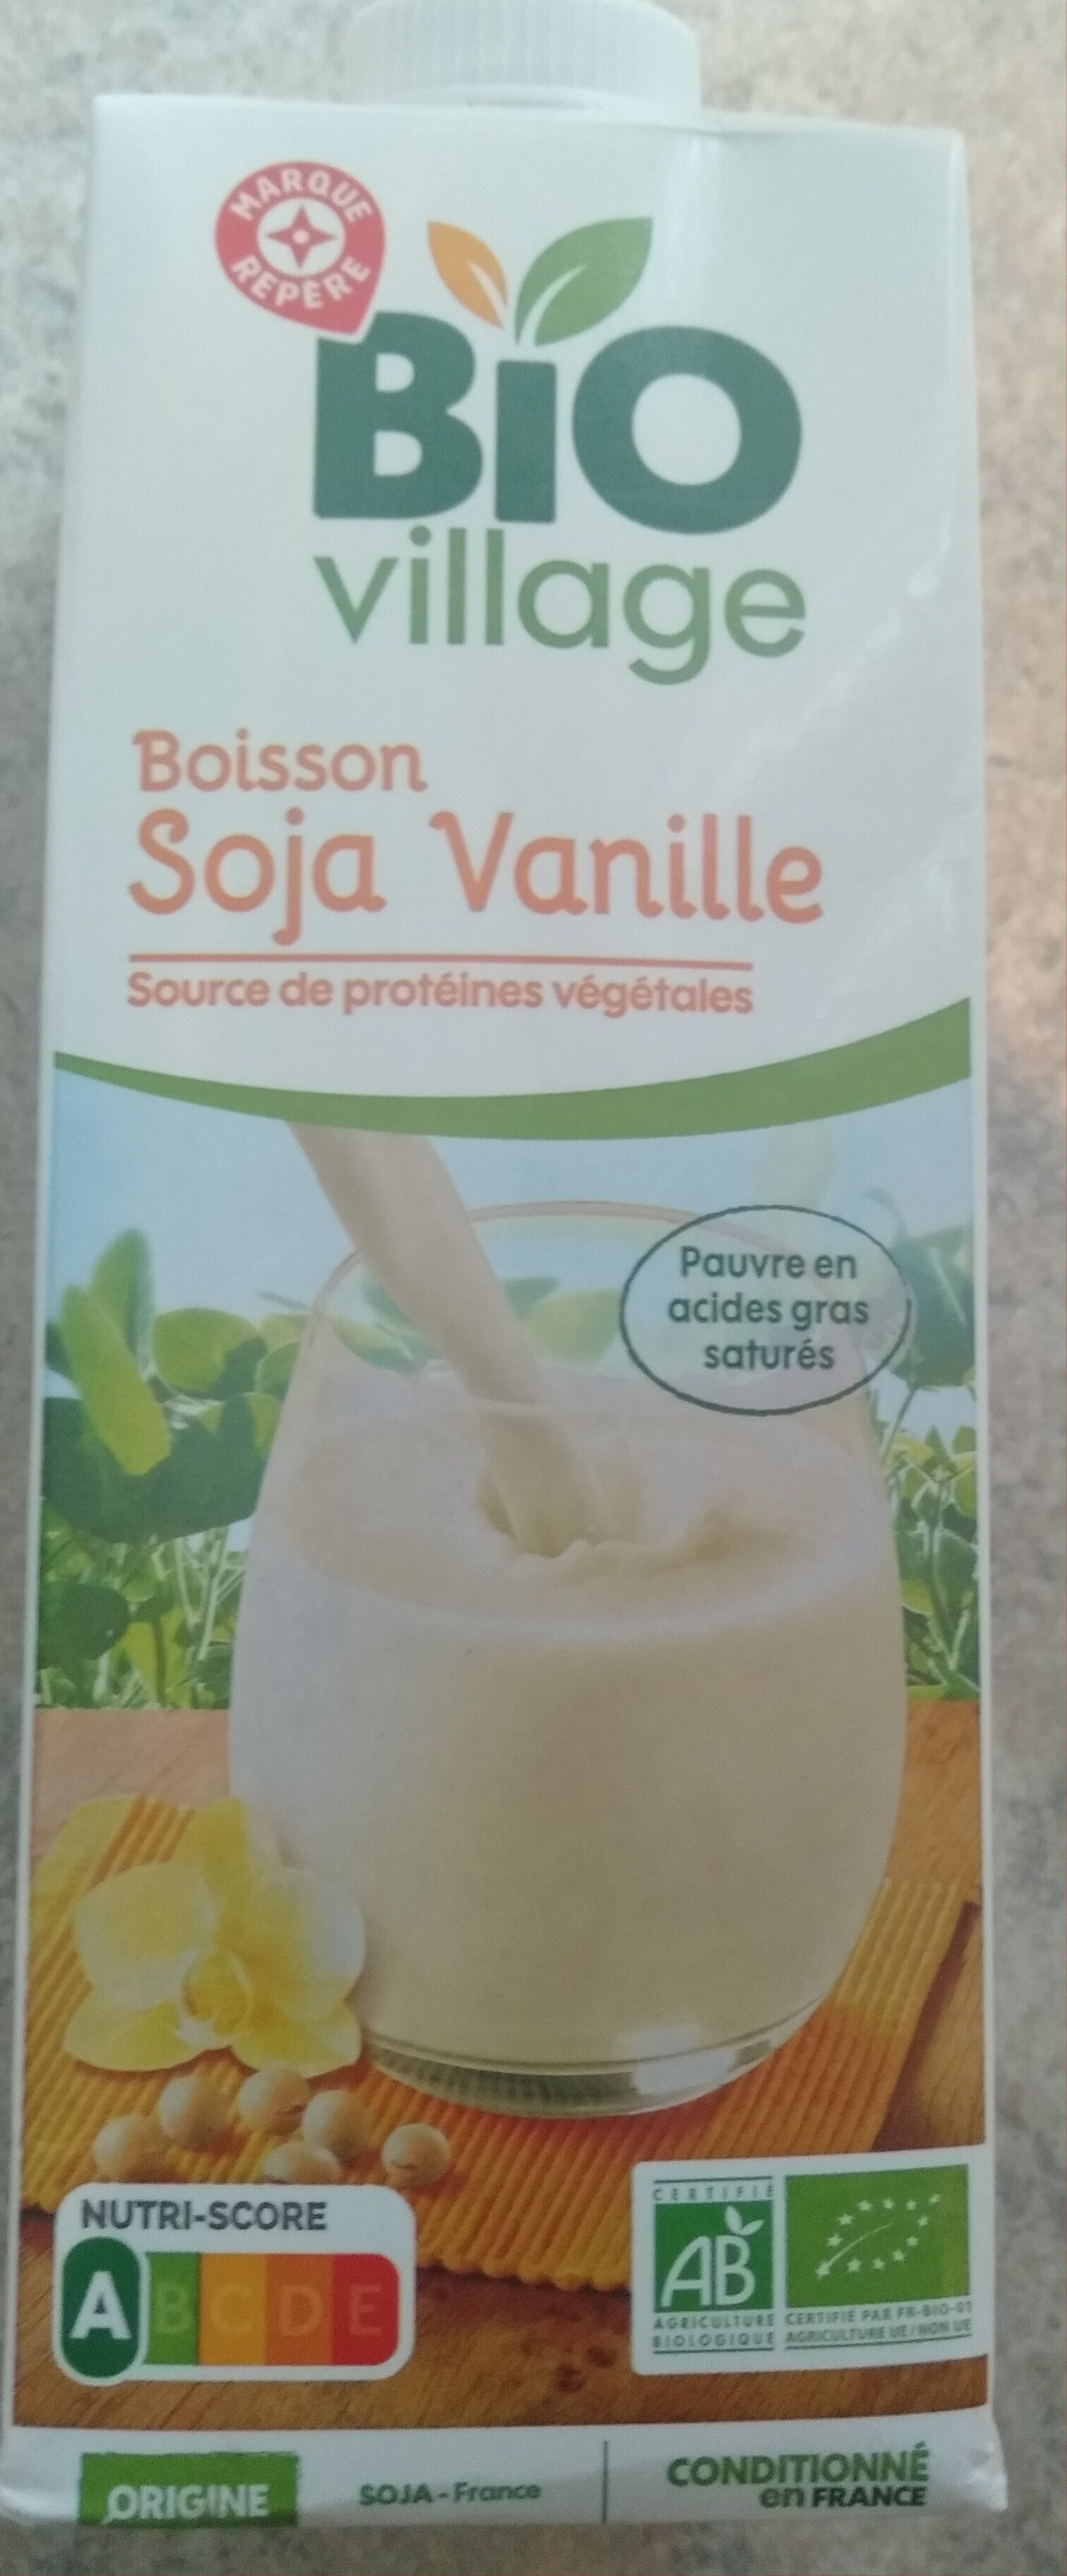 MARQUE
REPÈRE
BIO
village
Boisson
Soja Vanille
Source de protéines végétales
Pauvre en
acides gras
saturés
NUTRI-SCORE
A B C D E
CERTIFIÉ
AB
AGRICULTURE
BIOLOGIQUE
CERTIFIÉ PAR FR-BIO-01
AGRICULTURE UE / NON UE
ORIGINE
SOJA - France
CONDITIONNÉ
en FRANCE